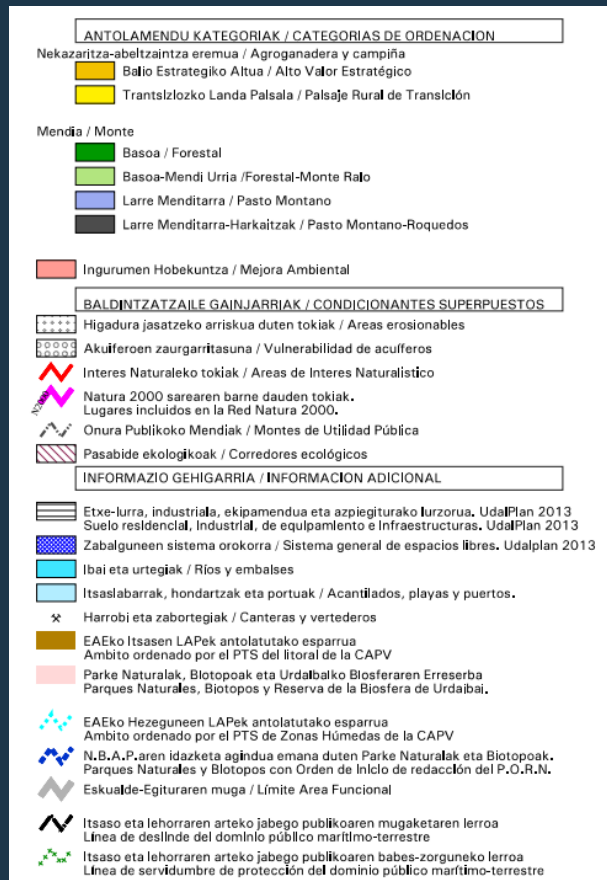 ANTOLAMENDU KATEGORIAK / CATEGORIAS DE ORDENACION
Nekazaritza-abeltzaintza eremua / Agroganadera y campiña
Balio Estrategiko Altua / Alto Valor Estratégico
Trantsizlozko Landa Palsala / Palsaje Rural de Transiclón
Mendia / Monte
Basoa / Forestal
Basoa-Mendi Urria /Forestal-Monte Ralo
Larre Menditarra / Pasto Montano
Larre Menditarra-Harkaitzak / Pasto Montano-Roquedos
Ingurumen Hobekuntza / Mejora Ambiental
BALDINTZATZAILE GAINJARRIAK / CONDICIONANTES SUPERPUESTOS
Higadura jasatzeko arriskua duten tokiak / Areas erosionables
Akuiferoen zaurgarritasuna / Vulnerabilidad de acuíferos
Interes Naturaleko tokiak / Areas de Interes Naturalistico
N2000
Natura 2000 sarearen barne dauden tokiak.
Lugares incluidos en la Red Natura 2000.
Onura Publikoko Mendiak / Montes de Utilidad Pública
Pasabide ekologikoak / Corredores ecológicos
INFORMAZIO GEHIGARRIA / INFORMACION ADICIONAL
Etxe-lurra, industriala, ekipamendua eta azpiegiturako lurzorua. UdalPlan 2013
Suelo resldencial, Industrial, de equlpamlento e Infraestructuras. UdalPlan 2013
Zabalguneen sistema orokorra / Sistema general de espacios libres. Udalplan 2013
Ibai eta urtegiak / Ríos y embalses
Itsaslabarrak, hondartzak eta portuak / Acantilados, playas y puertos.
Harrobi eta zabortegiak / Canteras y vertederos
EAEko Itsasen LAPek antolatutako esparrua
Ambito ordenado por el PTS del litoral de la CAPV
Parke Naturalak, Blotopoak eta Urdalbalko Blosferaren Erreserba
Parques Naturales, Biotopos y Reserva de la Biosfera de Urdaibai.
EAEko Hezeguneen LAPek antolatutako esparrua
Ambito ordenado por el PTS de Zonas Húmedas de la CAPV
N.B.A.P.aren idazketa agindua emana duten Parke Naturalak eta Biotopoak.
Parques Naturales y Blotopos con Orden de Inlclo de redacción del P.O.R.N.
Eskualde-Egituraren muga / Límite Area Funcional
Itsaso eta lehorraren arteko jabego publikoaren mugaketaren lerroa
Línea de deslInde del domInlo públIco marítImo-terrestre
Itsaso eta lehorraren arteko jabego publikoaren babes-zorguneko lerroa
Línea de servidumbre de protección del dominio público marítimo-terrestre